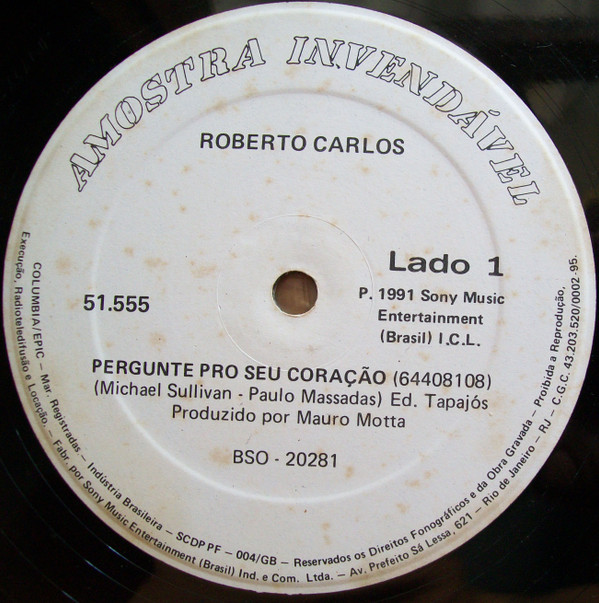 AMOSTRA INVENDÁVEL
ROBERTO CARLOS
Lado 1
51.555
P. 1991 Sony Music
Entertainment
(Brasil) I.C.L.
PERGUNTE PRO SEU CORAÇÃO (64408108)
(Michael Sullivan - Paulo Massadas) Ed. Tapajós
Produzido por Mauro Motta
BSO - 20281
COLUMBIA/EPIC – Mar. Registradas – Indústria Brasileira – SCDP PF – 004/GB – Reservados os Direitos Fonográficos e da Obra Gravada – Proibida a Reprodução,
Execução, Radioteledifusão e Locação. – Fabr. por Sony Music Entertainment (Brasil) Ind. e Com. Ltda. – Av. Prefeito Sá Lessa, 621 – Rio de Janeiro – RJ – C.G.C. 43.203.520/0002-95.